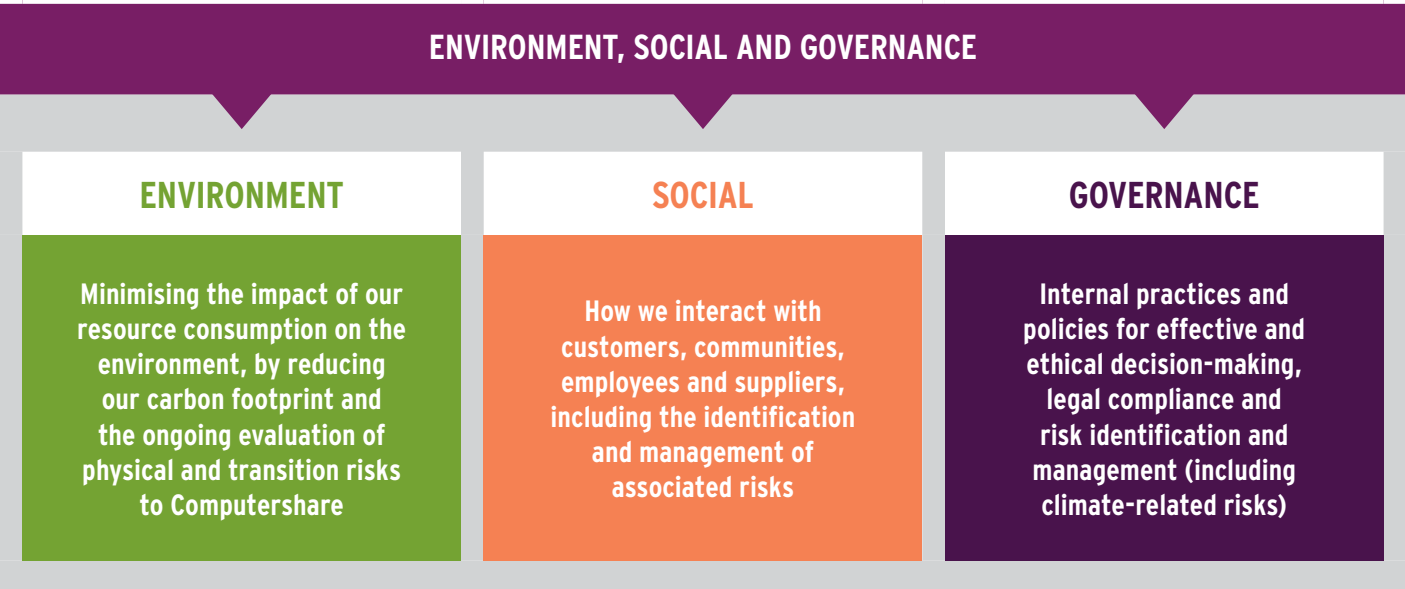 ENVIRONMENT, SOCIAL AND GOVERNANCE
ENVIRONMENT
Minimising the impact of our
resource consumption on the
environment, by reducing
our carbon footprint and
the ongoing evaluation of
physical and transition risks
to Computershare
SOCIAL
How we interact with
customers, communities,
employees and suppliers,
including the identification
and management of
associated risks
GOVERNANCE
Internal practices and
policies for effective and
ethical decision-making,
legal compliance and
risk identification and
management (including
climate-related risks)